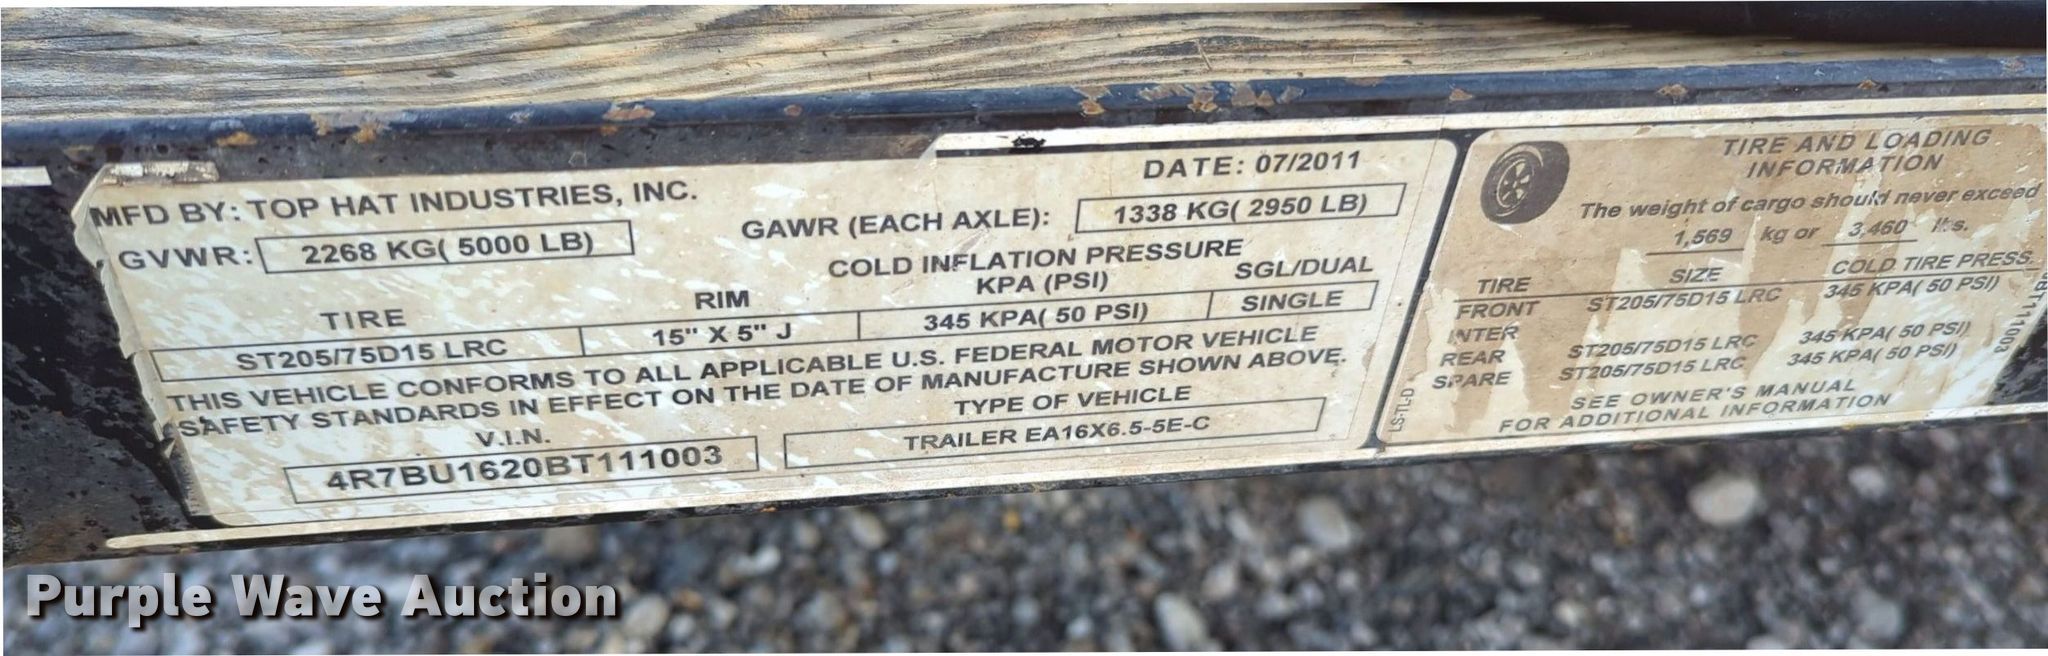 MFD BY: TOP HAT INDUSTRIES, INC.
DATE: 07/2011
GVWR: 2268 KG( 5000 LB)
GAWR (EACH AXLE): 1338 KG( 2950 LB)
COLD INFLATION PRESSURE
TIRE RIM KPA (PSI) SGL/DUAL
ST205/75D15 LRC 15" X 5" J 345 KPA( 50 PSI) SINGLE
THIS VEHICLE CONFORMS TO ALL APPLICABLE U.S. FEDERAL MOTOR VEHICLE
SAFETY STANDARDS IN EFFECT ON THE DATE OF MANUFACTURE SHOWN ABOVE.
V.I.N. TYPE OF VEHICLE
4R7BU1620BT111003 TRAILER EA16X6.5-5E-C
TIRE AND LOADING
INFORMATION
The weight of cargo should never exceed
1,569 kg or 3,460 lbs.
TIRE SIZE COLD TIRE PRESS.
FRONT ST205/75D15 LRC 345 KPA( 50 PSI)
INTER
REAR ST205/75D15 LRC 345 KPA( 50 PSI)
SPARE ST205/75D15 LRC 345 KPA( 50 PSI)
SEE OWNER'S MANUAL
FOR ADDITIONAL INFORMATION
LS-TL-D
Purple Wave Auction